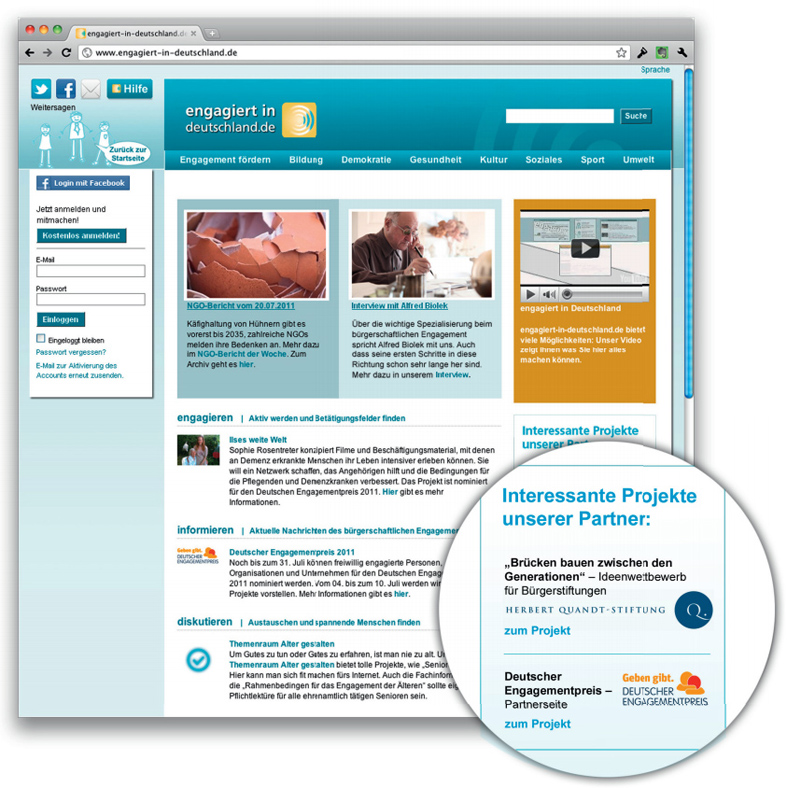 engagiert-in-deutschland.de
www.engagiert-in-deutschland.de
Sprache
Hilfe
Weitersagen
Zurück zur
Startseite
engagiert in
deutschland.de
Suche
Engagement fördern Bildung Demokratie Gesundheit Kultur Soziales Sport Umwelt
Login mit Facebook
Jetzt anmelden und
mitmachen!
Kostenlos anmelden!
E-Mail
Passwort
Einloggen
Eingeloggt bleiben
Passwort vergessen?
E-Mail zur Aktivierung des
Accounts erneut zusenden.
NGO-Bericht vom 20.07.2011
Käfighaltung von Hühnern gibt es
vorerst bis 2035, zahlreiche NGOs
melden ihre Bedenken an. Mehr dazu
im NGO-Bericht der Woche. Zum
Archiv geht es hier.
Interview mit Alfred Biolek
Über die wichtige Spezialisierung beim
bürgerschaftlichen Engagement
spricht Alfred Biolek mit uns. Auch
dass seine ersten Schritte in diese
Richtung schon sehr lange her sind.
Mehr dazu in unserem Interview.
engagiert in Deutschland
engagiert-in-deutschland.de bietet
viele Möglichkeiten: Unser Video
zeigt Ihnen was Sie hier alles
machen können.
engagieren | Aktiv werden und Betätigungsfelder finden
Ilses weite Welt
Sophie Rosentreter konzipiert Filme und Beschäftigungsmaterial, mit denen
an Demenz erkrankte Menschen ihr Leben intensiver erleben können. Sie
will ein Netzwerk schaffen, das Angehörigen hilft und die Bedingungen für
die Pflegenden und Demenzkranken verbessert. Das Projekt ist nominiert
für den Deutschen Engagementpreis 2011. Hier gibt es mehr
Informationen.
informieren | Aktuelle Nachrichten des bürgerschaftlichen Engagemen
Geben gibt.
DEUTSCHER
ENGAGEMENTPREIS
Deutscher Engagementpreis 2011
Noch bis zum 31. Juli können freiwillig engagierte Personen,
Organisationen und Unternehmen für den Deutschen Engag
2011 nominiert werden. Vom 04. bis zum 10. Juli werden wir
Projekte vorstellen. Mehr Informationen gibt es hier.
diskutieren | Austauschen und spannende Menschen finden
Themenraum Alter gestalten
Um Gutes zu tun oder Gutes zu erfahren, ist man nie zu alt. U
Themenraum Alter gestalten bietet tolle Projekte, wie „Senio
Hier kann man sich fit machen fürs Internet. Auch die Fachinform
die „Rahmenbedingen für das Engagement der Älteren“ sollte eig
Pflichtlektüre für alle ehrenamtlich tätigen Senioren sein.
Interessante Projekte
unserer Part
Interessante Projekte
unserer Partner:
„Brücken bauen zwischen den
Generationen“ – Ideenwettbewerb
für Bürgerstiftungen
HERBERT QUANDT-STIFTUNG Q.
zum Projekt
Deutscher
Engagementpreis –
Partnerseite
Geben gibt.
DEUTSCHER
ENGAGEMENTPREIS
zum Projekt